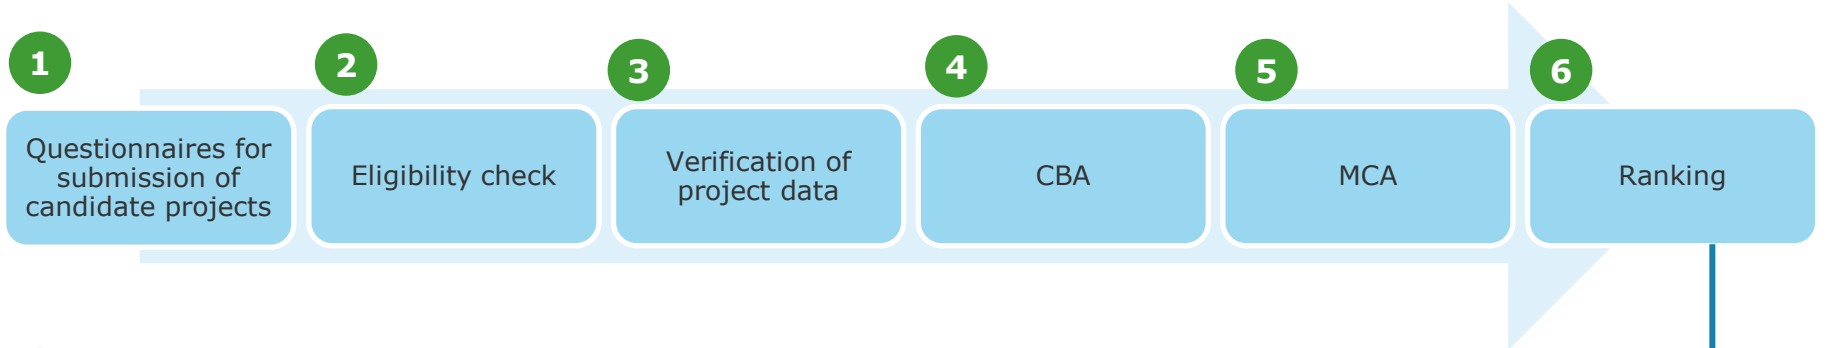 1
2
3
4
5
6
Questionnaires for
submission of
candidate projects
Eligibility check
Verification of
project data
CBA
MCA
Ranking